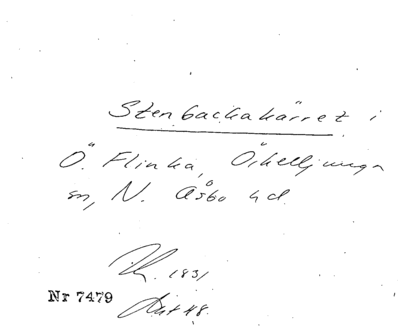 Stenbackakärret i
Ö. Flinka, Örkelljunga
sn, N. Åsbo hd.
1831
Nr 7479